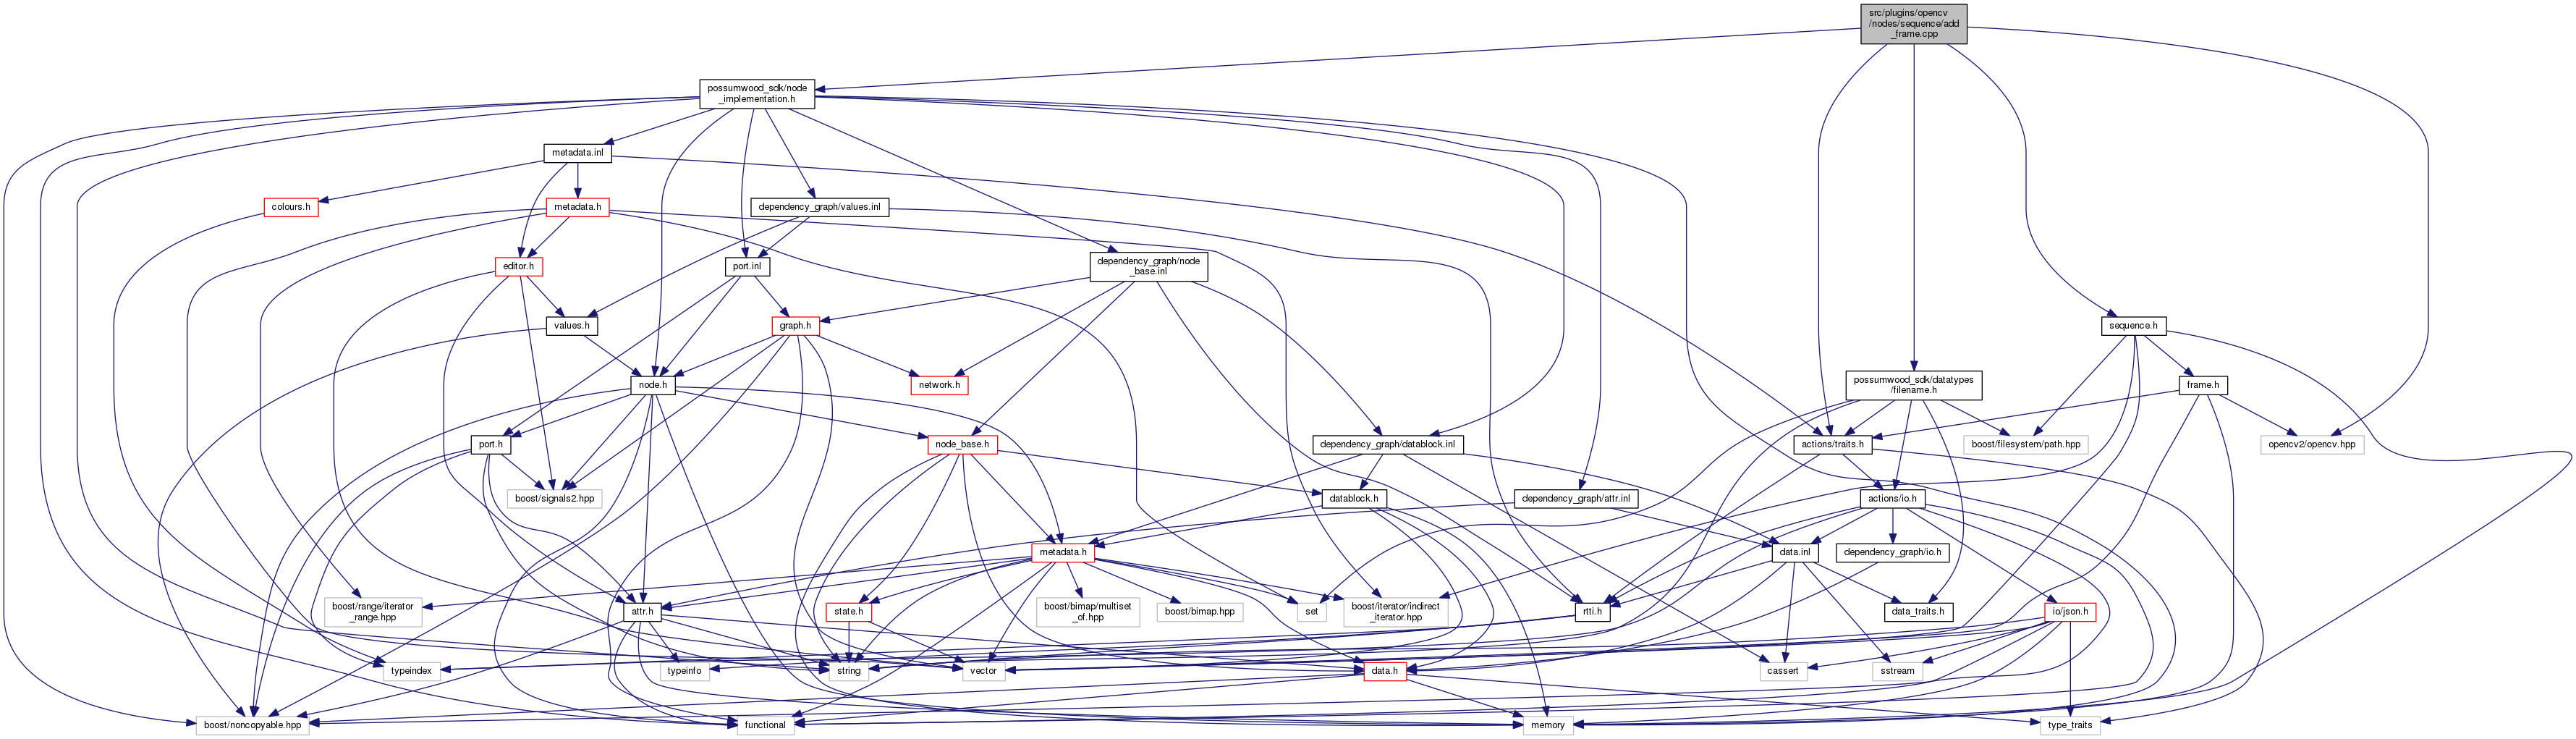 src/plugins/opencv
/nodes/sequence/add
_frame.cpp
possumwood_sdk/node
_implementation.h
metadata.inl
colours.h
metadata.h
dependency_graph/values.inl
editor.h
port.inl
dependency_graph/node
_base.inl
values.h
graph.h
sequence.h
node.h
network.h
possumwood_sdk/datatypes
/filename.h
frame.h
port.h
node_base.h
dependency_graph/datablock.inl
actions/traits.h
boost/filesystem/path.hpp
opencv2/opencv.hpp
boost/signals2.hpp
datablock.h
dependency_graph/attr.inl
actions/io.h
metadata.h
data.inl
dependency_graph/io.h
boost/range/iterator
_range.hpp
attr.h
state.h
boost/bimap/multiset
_of.hpp
boost/bimap.hpp
set
boost/iterator/indirect
_iterator.hpp
rtti.h
data_traits.h
io/json.h
typeindex
typeinfo
string
vector
data.h
cassert
sstream
boost/noncopyable.hpp
functional
memory
type_traits